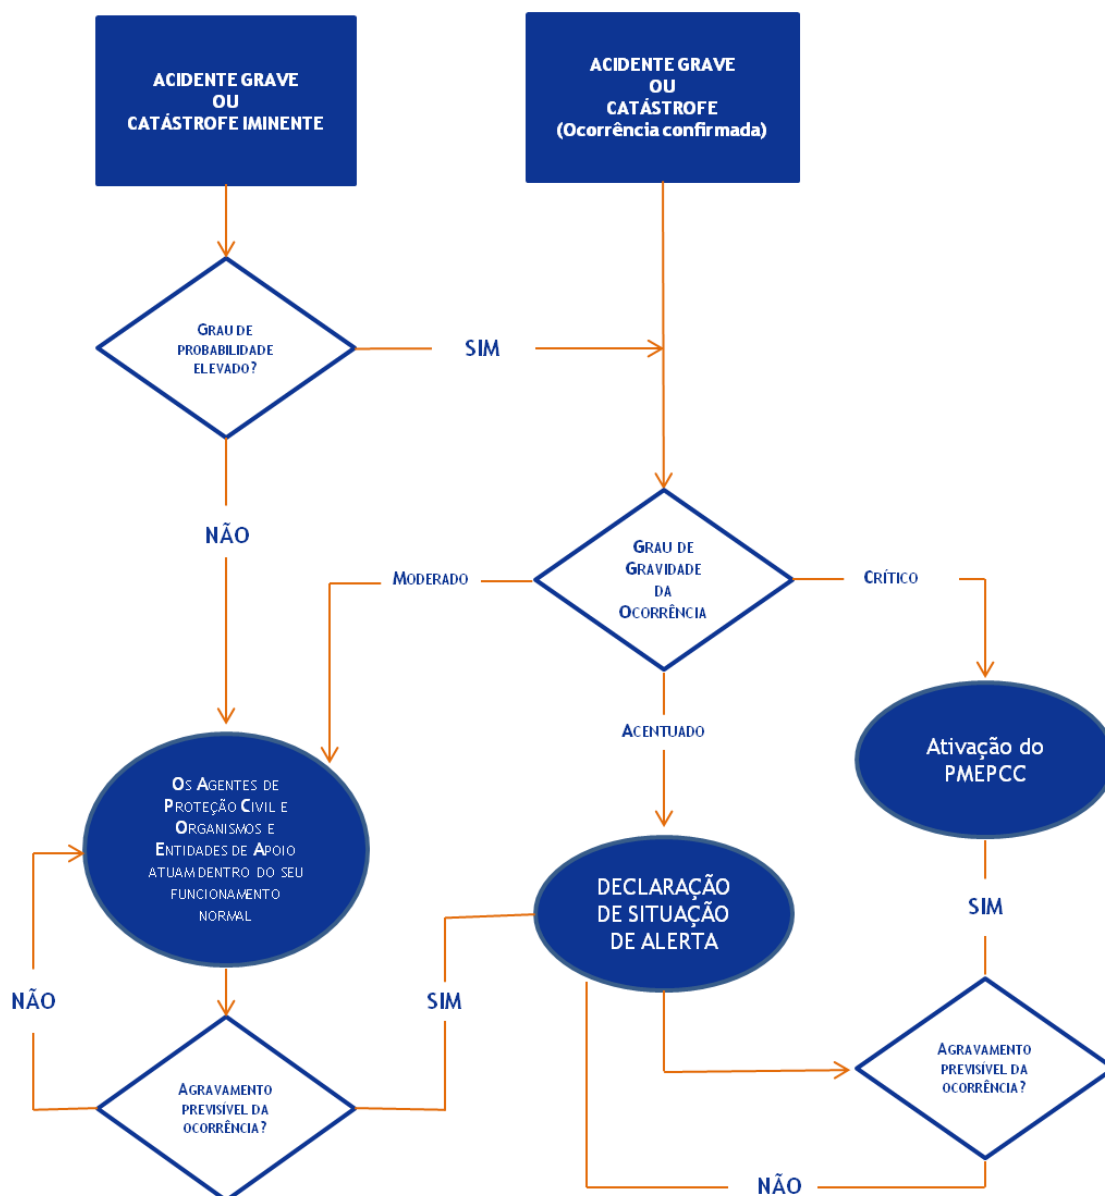 ACIDENTE GRAVE
OU
CATÁSTROFE IMINENTE
ACIDENTE GRAVE
OU
CATÁSTROFE
(Ocorrência confirmada)
GRAU DE
PROBABILIDADE
ELEVADO?
SIM
NÃO
GRAU DE
GRAVIDADE
DA
OCORRÊNCIA
MODERADO
CRÍTICO
ACENTUADO
Ativação do
PMEPCC
OS AGENTES DE
PROTEÇÃO CIVIL E
ORGANISMOS E
ENTIDADES DE APOIO
ATUAM DENTRO DO SEU
FUNCIONAMENTO
NORMAL
DECLARAÇÃO
DE SITUAÇÃO
DE ALERTA
SIM
NÃO
SIM
AGRAVAMENTO
PREVISÍVEL DA
OCORRÊNCIA?
AGRAVAMENTO
PREVISÍVEL DA
OCORRÊNCIA?
NÃO